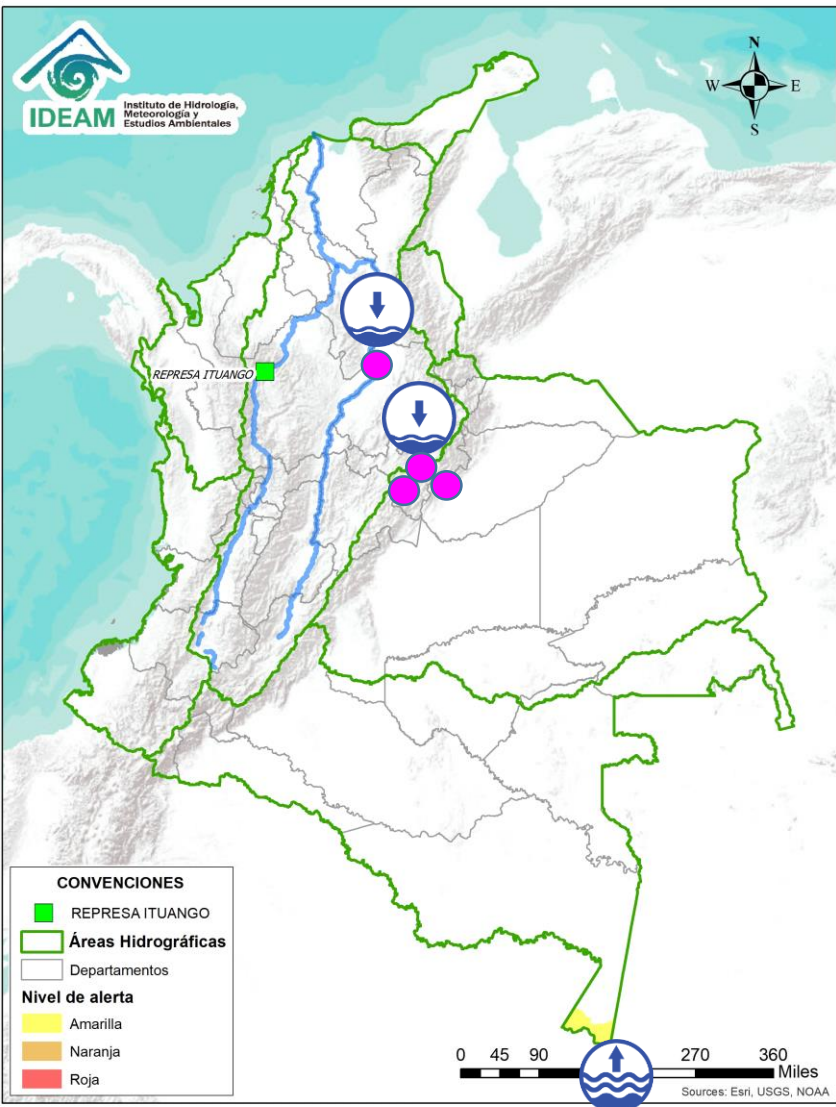 IDEAM
Instituto de Hidrología,
Meteorología y
Estudios Ambientales
N
W
E
S
REPRESA ITUANGO
CONVENCIONES
REPRESA ITUANGO
Áreas Hidrográficas
Departamentos
Nivel de alerta
Amarilla
Naranja
Roja
0 45 90 270 360
Miles
Sources: Esri, USGS, NOAA